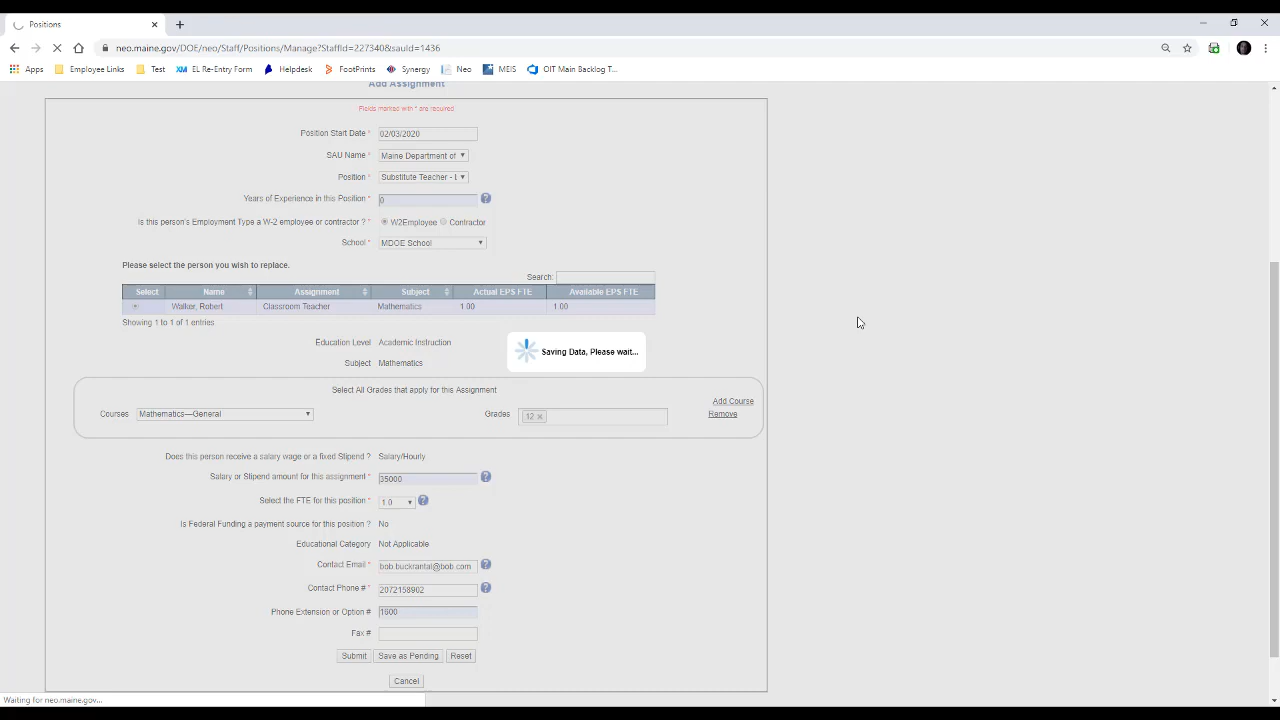 Positions
neo.maine.gov/DOE/neo/Staff/Positions/Manage?StaffId=227340&sauId=1436
Apps Employee Links Test EL Re-Entry Form Helpdesk FootPrints Synergy Neo MEIS OIT Main Backlog T...
Add Assignment
Fields marked with * are required
Position Start Date * 02/03/2020
SAU Name * Maine Department of
Position * Substitute Teacher - L
Years of Experience in this Position * 0
Is this person's Employment Type a W-2 employee or contractor ? * W2Employee Contractor
School * MDOE School
Please select the person you wish to replace.
Search:
Select Name Assignment Subject Actual EPS FTE Available EPS FTE
Walker, Robert Classroom Teacher Mathematics 1.00 1.00
Showing 1 to 1 of 1 entries
Education Level Academic Instruction
Saving Data, Please wait...
Subject Mathematics
Select All Grades that apply for this Assignment
Add Course
Courses Mathematics—General Grades 12 × Remove
Does this person receive a salary wage or a fixed Stipend ? Salary/Hourly
Salary or Stipend amount for this assignment * 35000
Select the FTE for this position * 1.0
Is Federal Funding a payment source for this position ? No
Educational Category Not Applicable
Contact Email * bob.buckrantal@bob.com
Contact Phone # * 2072158902
Phone Extension or Option # 1600
Fax #
Submit Save as Pending Reset
Cancel
Waiting for neo.maine.gov...